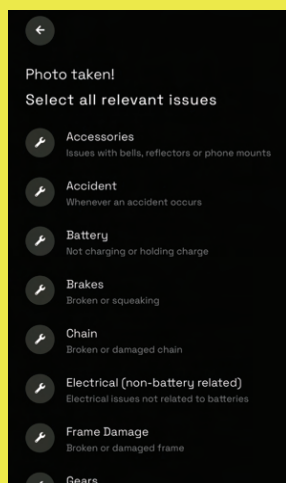 Photo taken!
Select all relevant issues
Accessories
Issues with bells, reflectors or phone mounts
Accident
Whenever an accident occurs
Battery
Not charging or holding charge
Brakes
Broken or squeaking
Chain
Broken or damaged chain
Electrical (non-battery related)
Electrical issues not related to batteries
Frame Damage
Broken or damaged frame
Gears